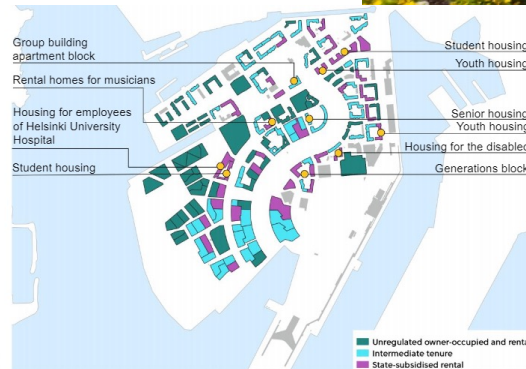 Group building
apartment block
Rental homes for musicians
Housing for employees
of Helsinki University
Hospital
Student housing
Student housing
Youth housing
Senior housing
Youth housing
Housing for the disabled
Generations block
Unregulated owner-occupied and renta
Intermediate tenure
State-subsidised rental